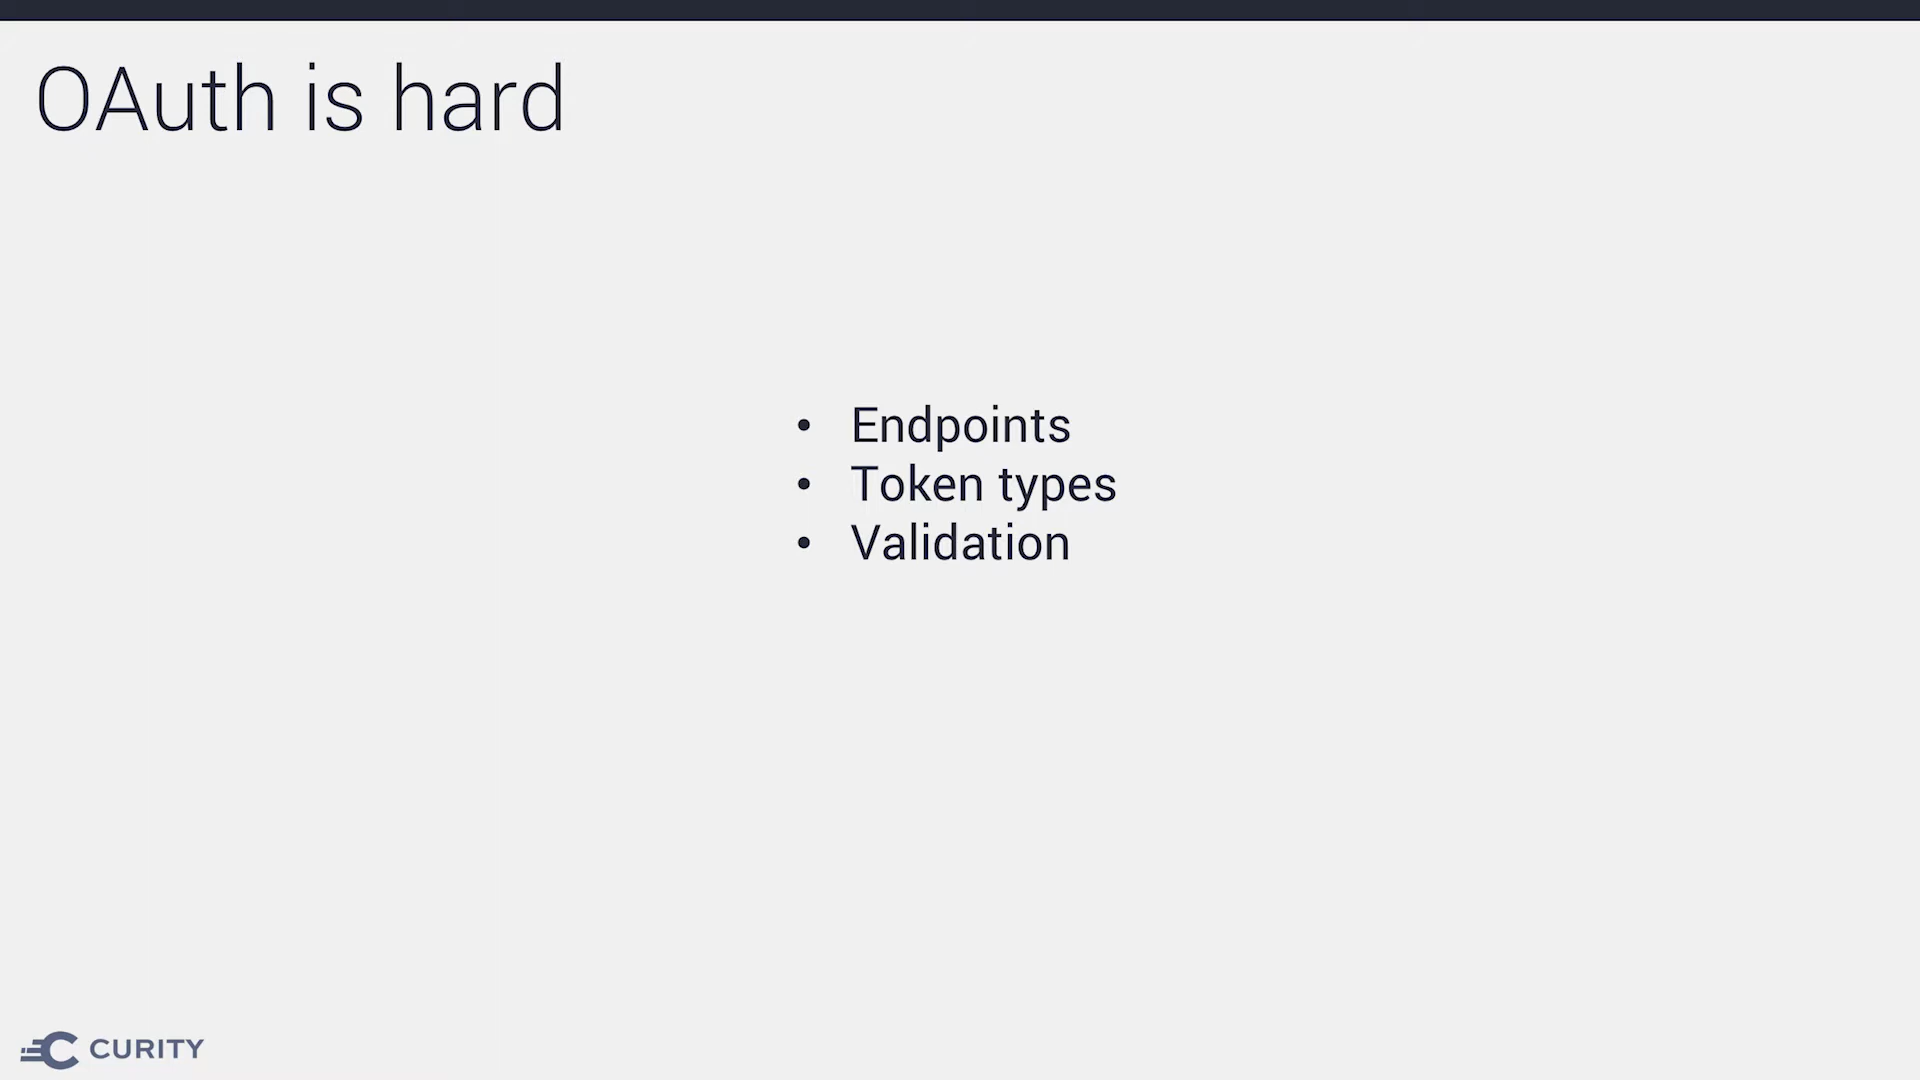 OAuth is hard
• Endpoints
• Token types
• Validation
CURITY